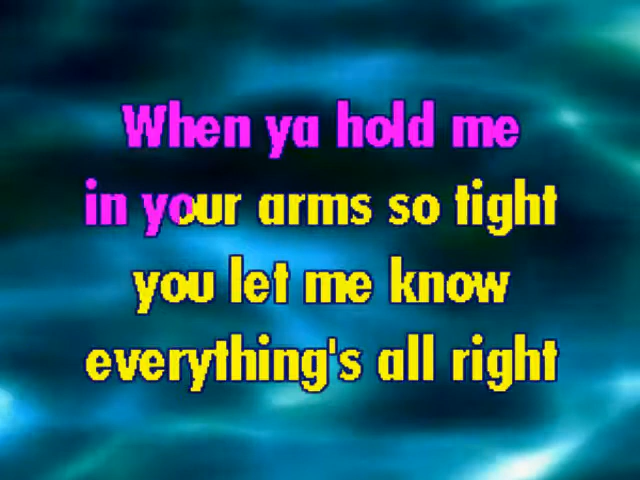 When ya hold me
in your arms so tight
you let me know
everything's all right